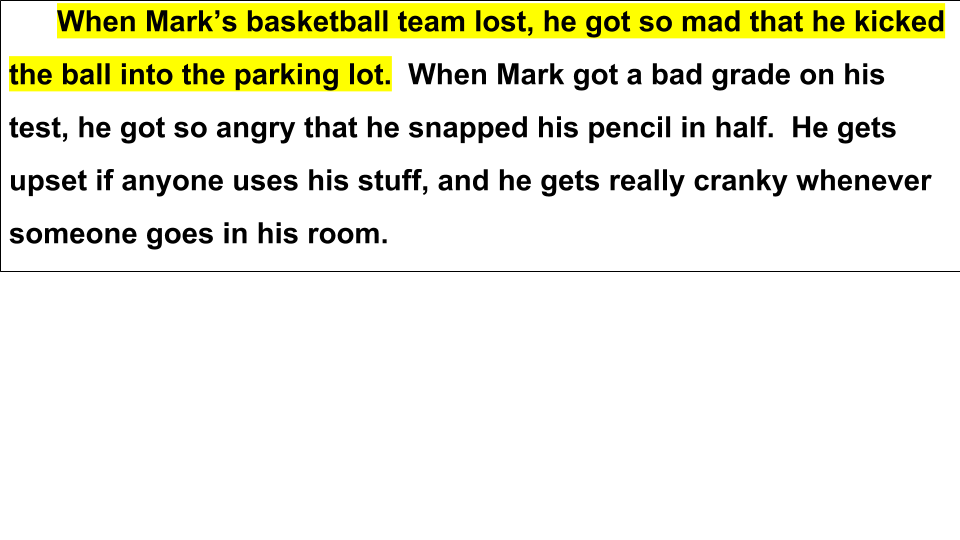 When Mark’s basketball team lost, he got so mad that he kicked
the ball into the parking lot.  When Mark got a bad grade on his
test, he got so angry that he snapped his pencil in half.  He gets
upset if anyone uses his stuff, and he gets really cranky whenever
someone goes in his room.